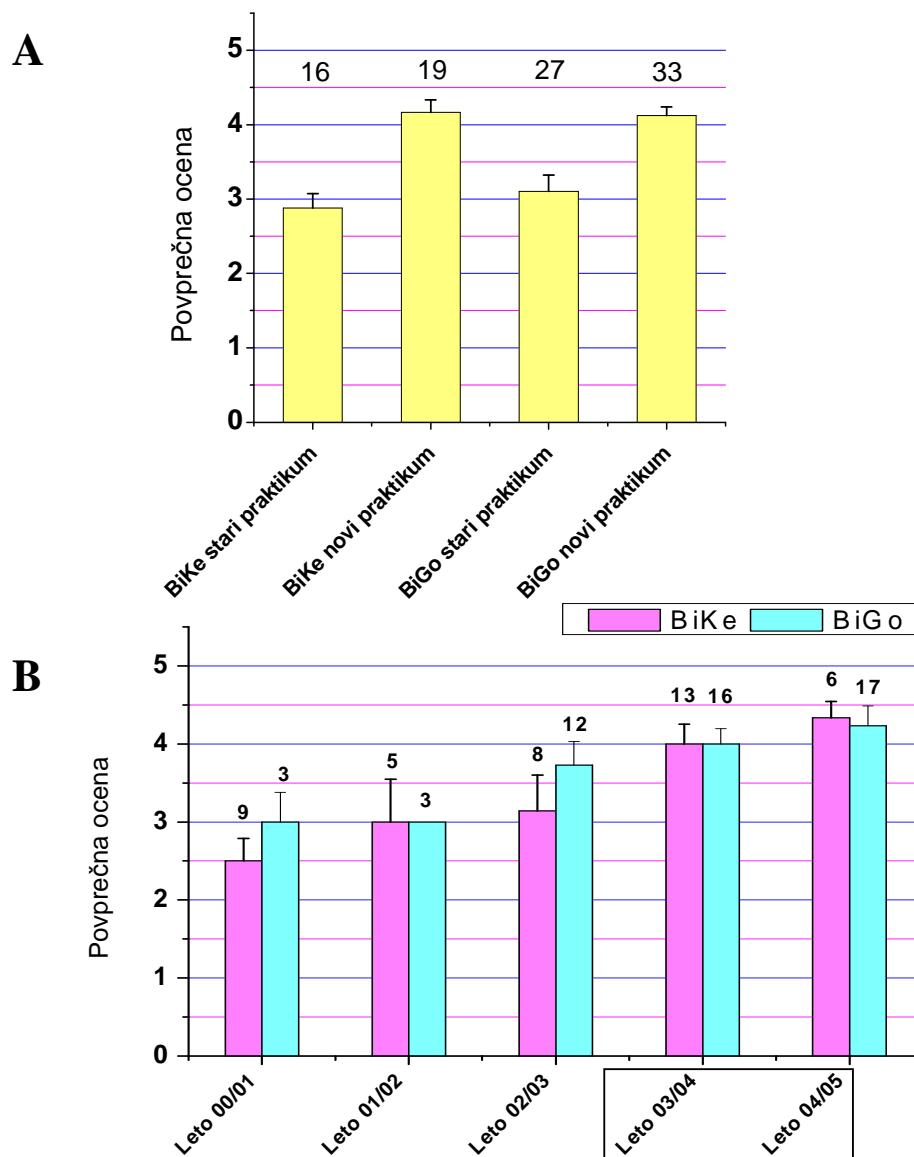 A
5
4
3
2
1
0
Povprečna ocena
16 19 27 33
BiKe stari praktikum
BiKe novi praktikum
BiGo stari praktikum
BiGo novi praktikum
BiKe BiGo
B
5
4
3
2
1
0
Povprečna ocena
9 3 5 3 8 12 13 16 6 17
Leto 00/01
Leto 01/02
Leto 02/03
Leto 03/04
Leto 04/05